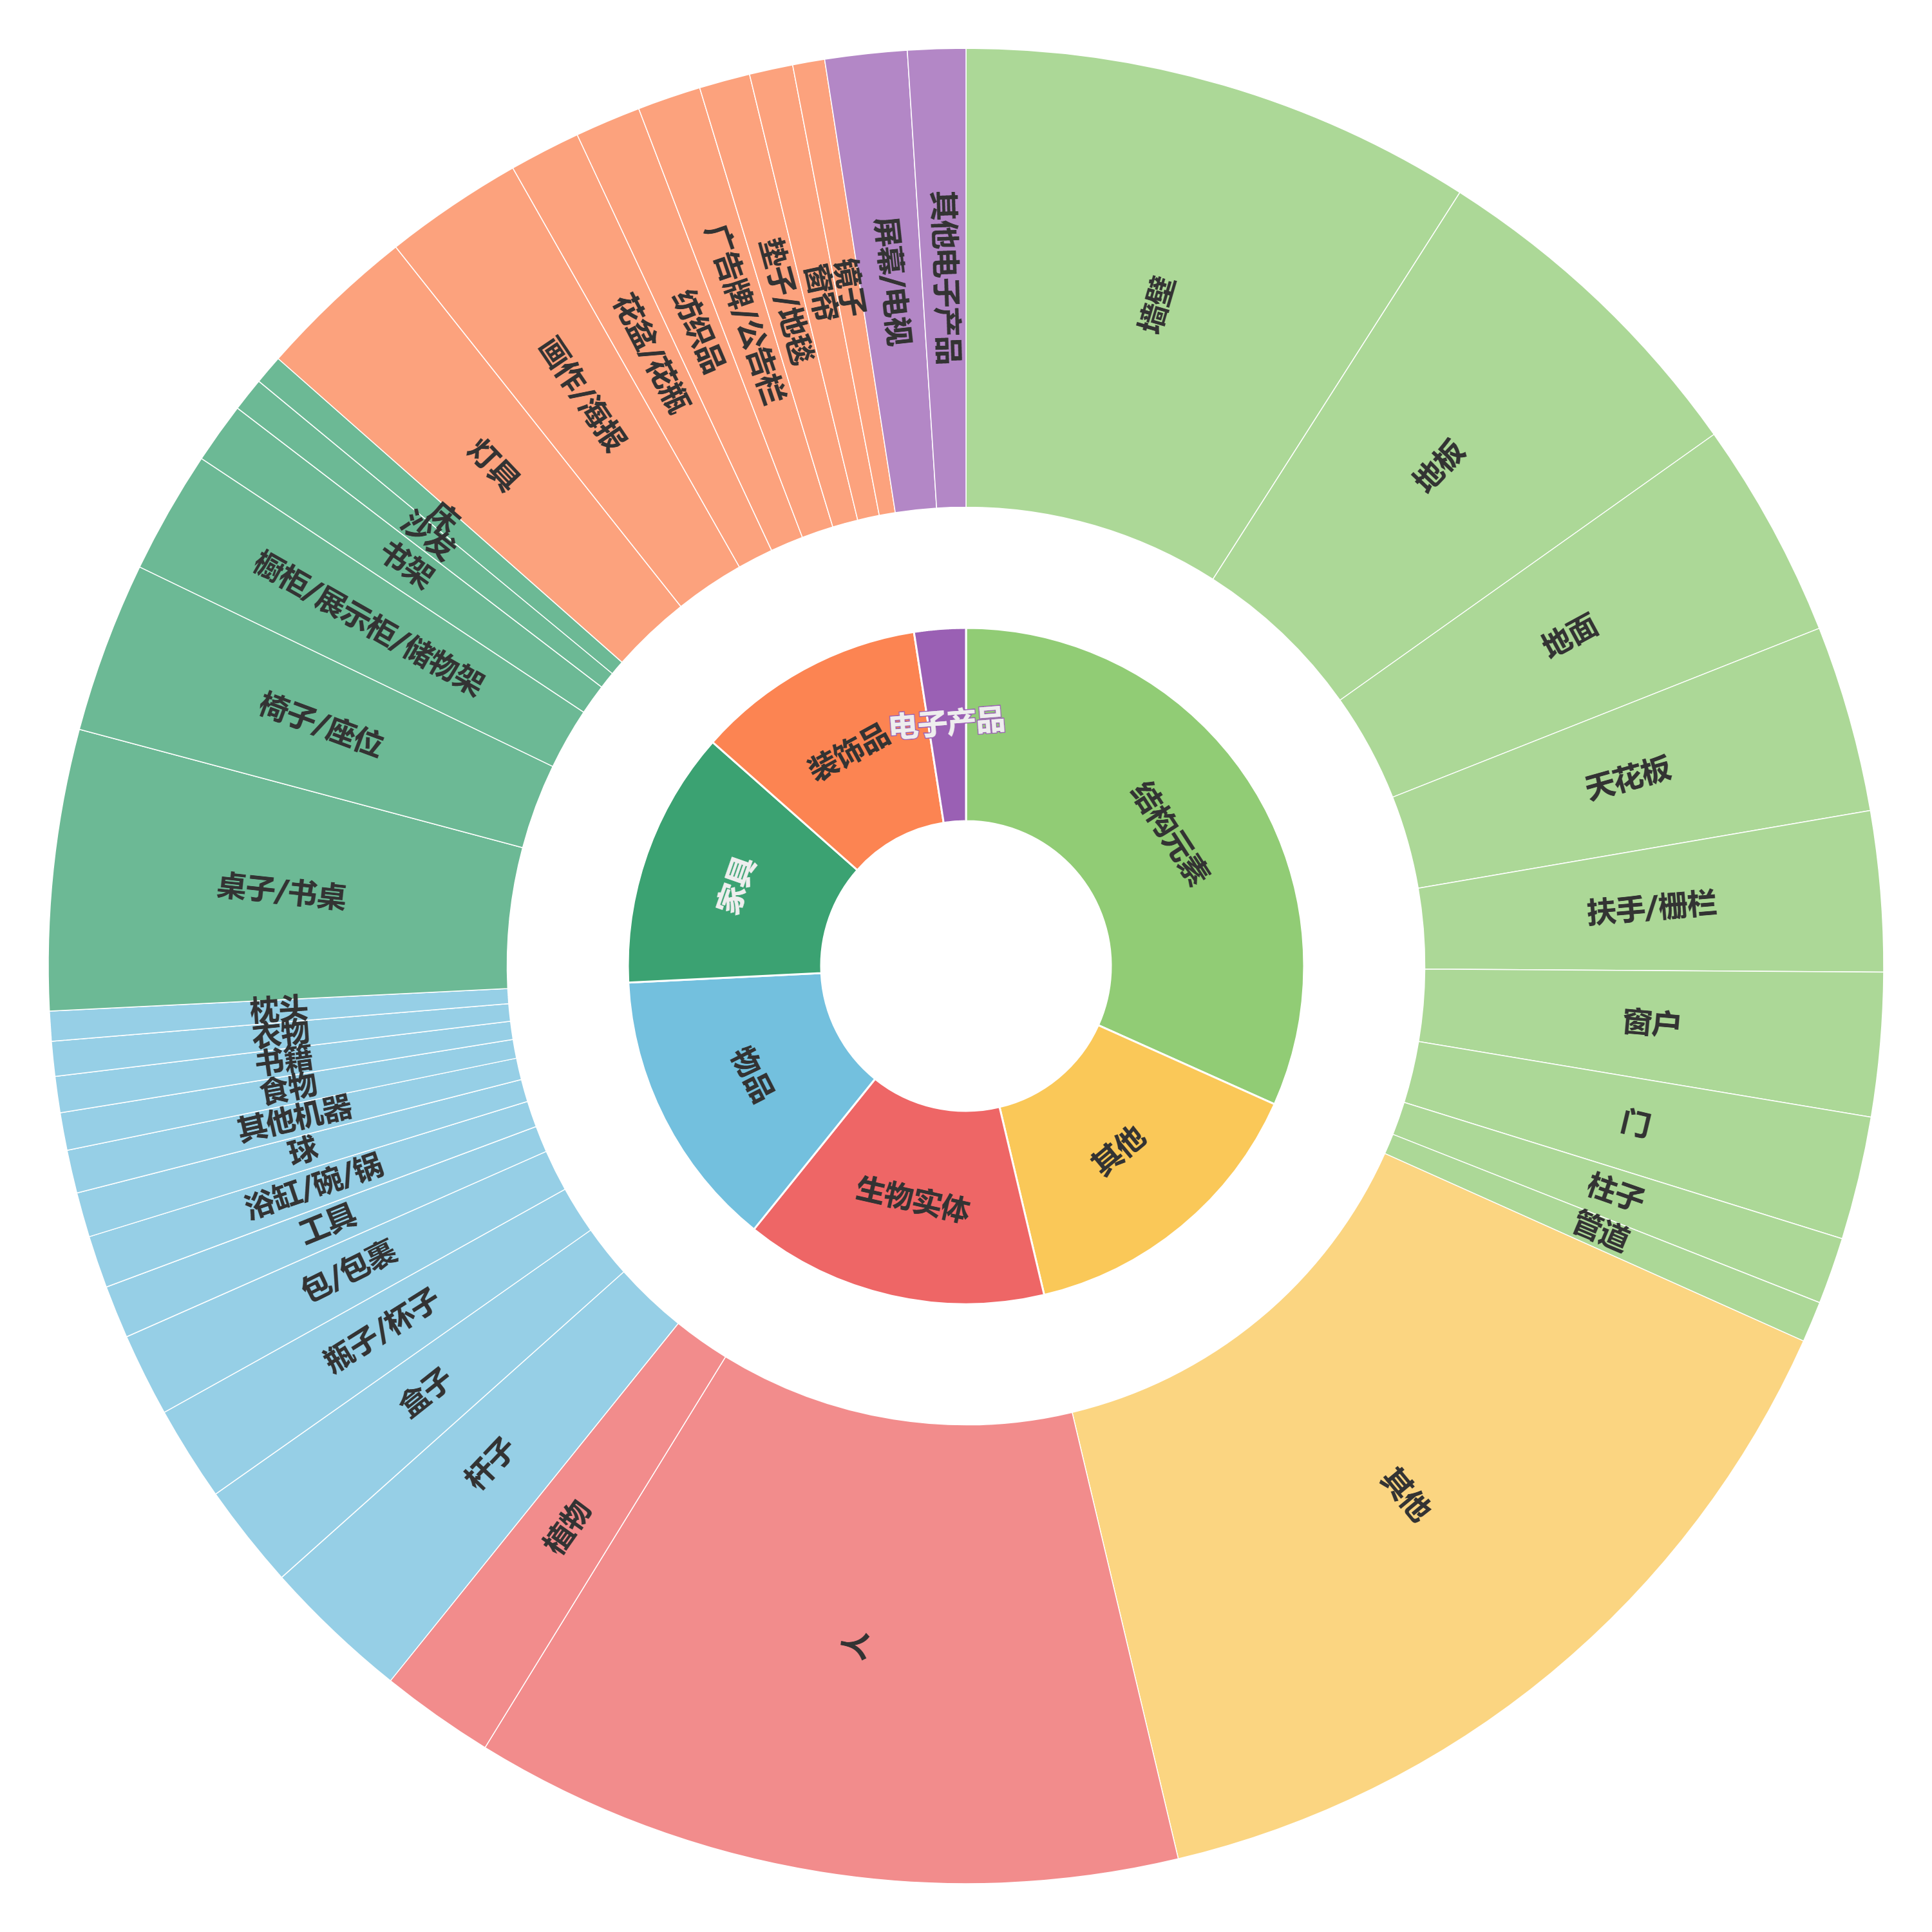 结构元素
其他
生物实体
物品
家具
装饰品
电子产品
墙壁
地板
地面
天花板
扶手/栅栏
窗户
门
柱子
管道
其他
人
植物
杆子
盒子
瓶子/杯子
包/包裹
工具
浴缸/碗/锅
球
其他机器
食物
书籍
衣物
枕头
桌子/书桌
椅子/座位
橱柜/展示柜/储物架
书架
沙发
床
灯具
画作/海报
花盆/花瓶
纺织品
广告牌/公告栏
垫子/地毯
窗帘
镜子
屏幕/电视
其他电子产品